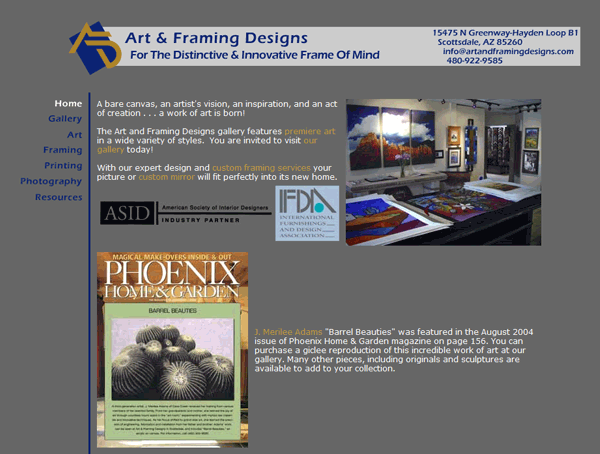 Art & Framing Designs
For The Distinctive & Innovative Frame Of Mind
15475 N Greenway-Hayden Loop B1
Scottsdale, AZ 85260
info@artandframingdesigns.com
480-922-9585
Home
Gallery
Art
Framing
Printing
Photography
Resources
A bare canvas, an artist's vision, an inspiration, and an act
of creation . . . a work of art is born!
The Art and Framing Designs gallery features premiere art
in a wide variety of styles. You are invited to visit our
gallery today!
With our expert design and custom framing services your
picture or custom mirror will fit perfectly into its new home.
ASID
American Society of Interior Designers
INDUSTRY PARTNER
IFDA
INTERNATIONAL
FURNISHINGS
AND DESIGN
ASSOCIATION
MAGICAL MAKE-OVERS INSIDE & OUT
PHOENIX
HOME & GARDEN
BARREL BEAUTIES
J. Merilee Adams "Barrel Beauties" was featured in the August 2004
issue of Phoenix Home & Garden magazine on page 156. You can
purchase a giclee reproduction of this incredible work of art at our
gallery. Many other pieces, including originals and sculptures are
available to add to your collection.